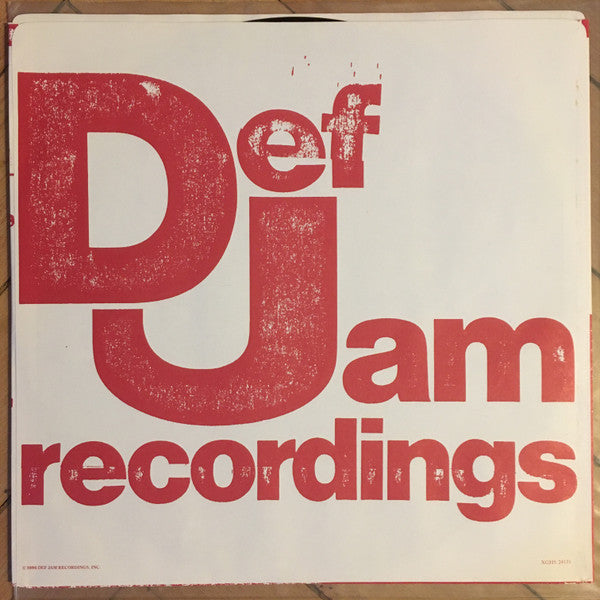 Def
Jam
recordings
DEF JAM RECORDINGS, INC.